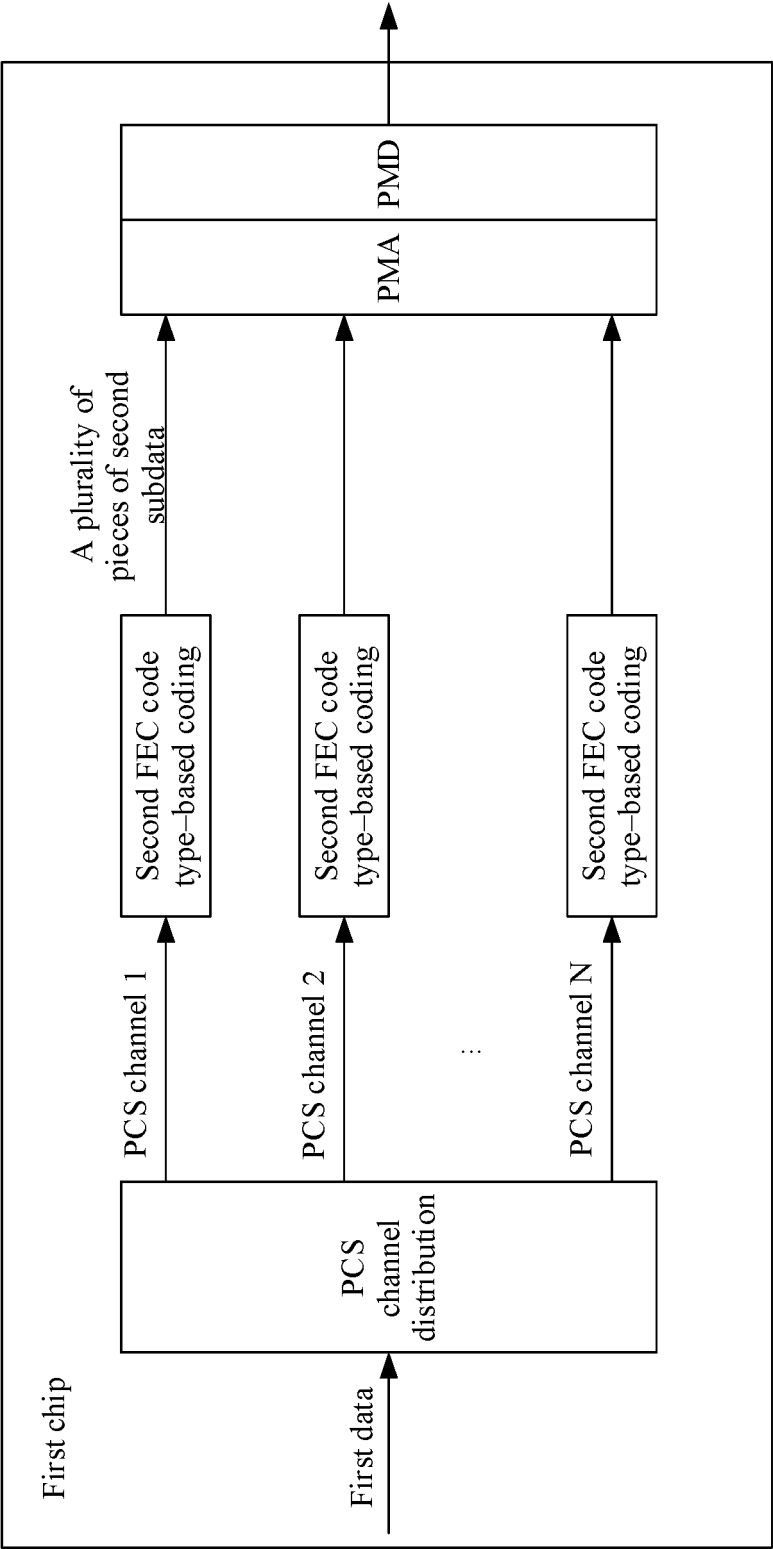 First chip
First data
PCS
channel
distribution
PCS channel 1
PCS channel 2
...
PCS channel N
Second FEC code
type–based coding
Second FEC code
type–based coding
Second FEC code
type–based coding
A plurality of
pieces of second
subdata
PMA
PMD